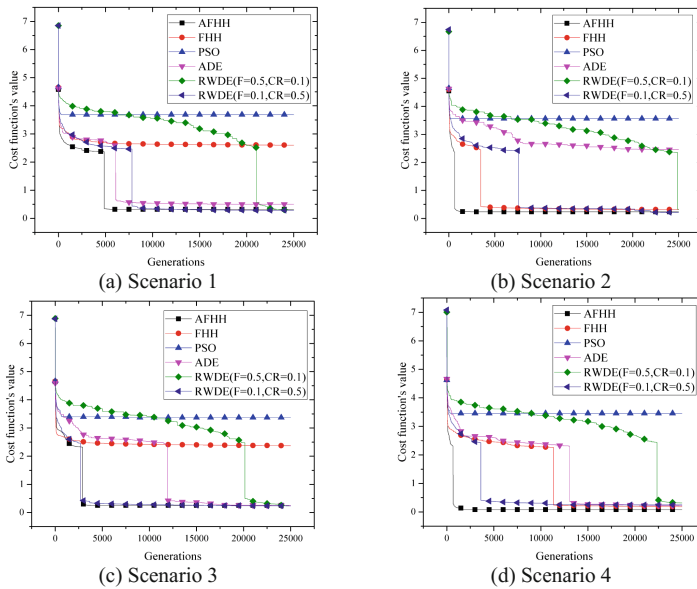 AFHH
FHH
PSO
ADE
RWDE(F=0.5,CR=0.1)
RWDE(F=0.1,CR=0.5)
Cost function's value
7
6
5
4
3
2
1
0
0 5000 10000 15000 20000 25000
Generations
(a) Scenario 1
AFHH
FHH
PSO
ADE
RWDE(F=0.5,CR=0.1)
RWDE(F=0.1,CR=0.5)
Cost function's value
7
6
5
4
3
2
1
0
0 5000 10000 15000 20000 25000
Generations
(b) Scenario 2
AFHH
FHH
PSO
ADE
RWDE(F=0.5,CR=0.1)
RWDE(F=0.1,CR=0.5)
Cost function's value
7
6
5
4
3
2
1
0
0 5000 10000 15000 20000 25000
Generations
(c) Scenario 3
AFHH
FHH
PSO
ADE
RWDE(F=0.5,CR=0.1)
RWDE(F=0.1,CR=0.5)
Cost function's value
7
6
5
4
3
2
1
0
0 5000 10000 15000 20000 25000
Generations
(d) Scenario 4